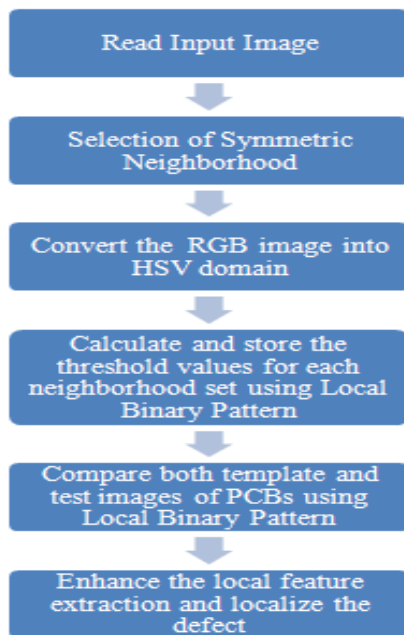 Read Input Image
Selection of Symmetric
Neighborhood
Convert the RGB image into
HSV domain
Calculate and store the
threshold values for each
neighborhood set using Local
Binary Pattern
Compare both template and
test images of PCBs using
Local Binary Pattern
Enhance the local feature
extraction and localize the
defect